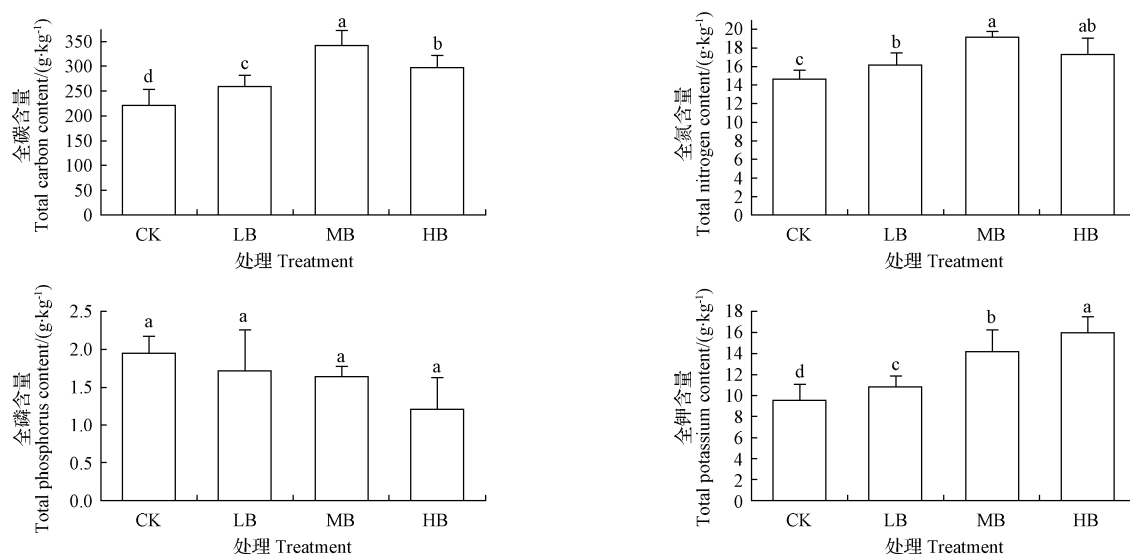 全碳含量
Total carbon content/(g·kg⁻¹)
350
300
250
200
150
100
50
0
d
c
a
b
CK
LB
MB
HB
处理 Treatment
全氮含量
Total nitrogen content/(g·kg⁻¹)
20
18
16
14
12
10
8
6
4
2
0
c
b
a
ab
CK
LB
MB
HB
处理 Treatment
全磷含量
Total phosphorus content/(g·kg⁻¹)
2.5
2.0
1.5
1.0
0.5
0.0
a
a
a
a
CK
LB
MB
HB
处理 Treatment
全钾含量
Total potassium content/(g·kg⁻¹)
18
16
14
12
10
8
6
4
2
0
d
c
b
a
CK
LB
MB
HB
处理 Treatment